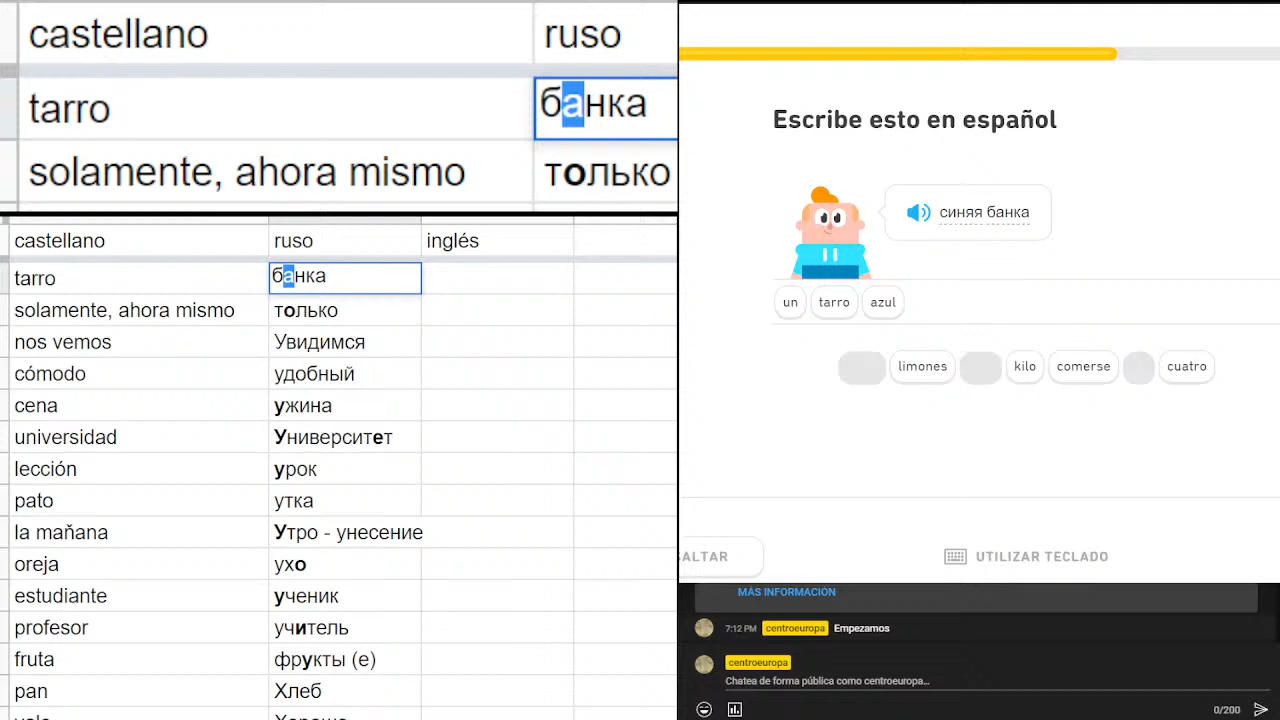 castellano ruso
tarro банка
solamente, ahora mismo только
castellano ruso inglés
tarro банка
solamente, ahora mismo только
nos vemos Увидимся
cómodo удобный
cena ужина
universidad Университет
lección урок
pato утка
la maňana Утро - унесение
oreja ухо
estudiante ученик
profesor учитель
fruta фрукты (е)
pan Хлеб
Escribe esto en español
синяя банка
un tarro azul
limones kilo comerse cuatro
SALTAR UTILIZAR TECLADO
MÁS INFORMACIÓN
7:12 PM centroeuropa Empezamos
centroeuropa
Chatea de forma pública como centroeuropa...
0/200